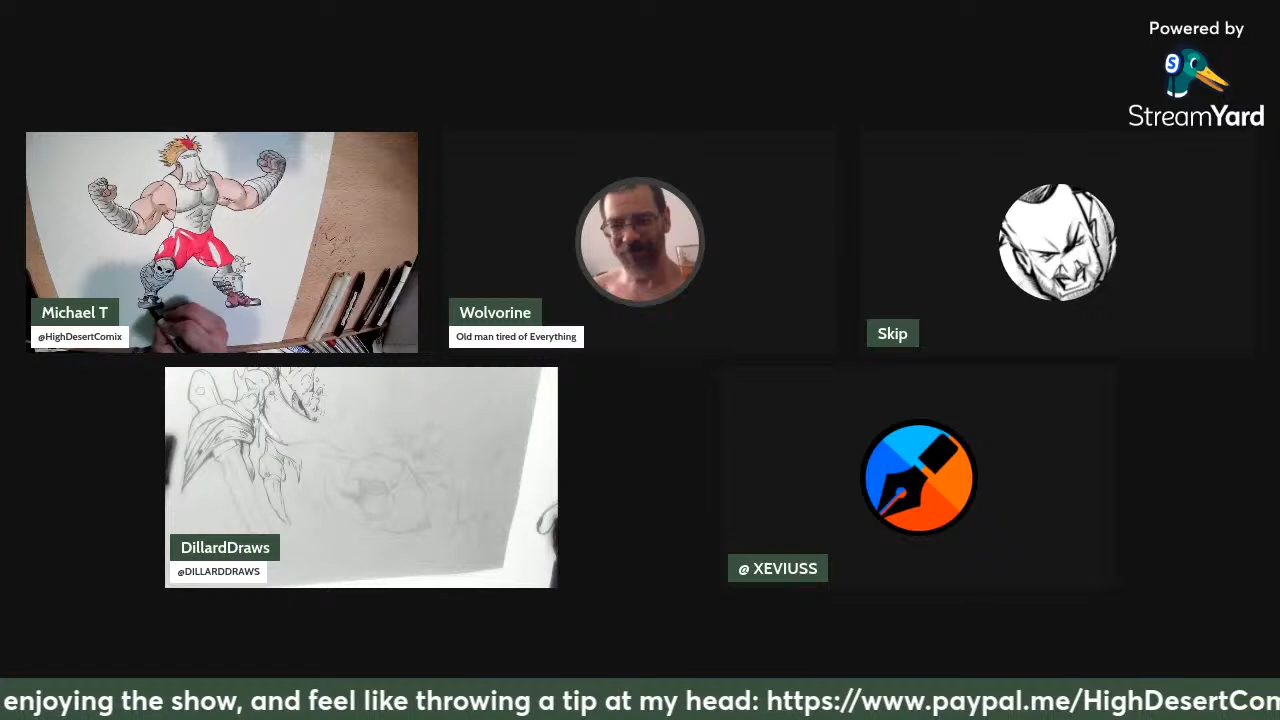 Powered by
StreamYard
Michael T
@HighDesertComix
Wolvorine
Old man tired of Everything
Skip
DillardDraws
@DILLARDDRAWS
@ XEVIUSS
enjoying the show, and feel like throwing a tip at my head: https://www.paypal.me/HighDesertCon